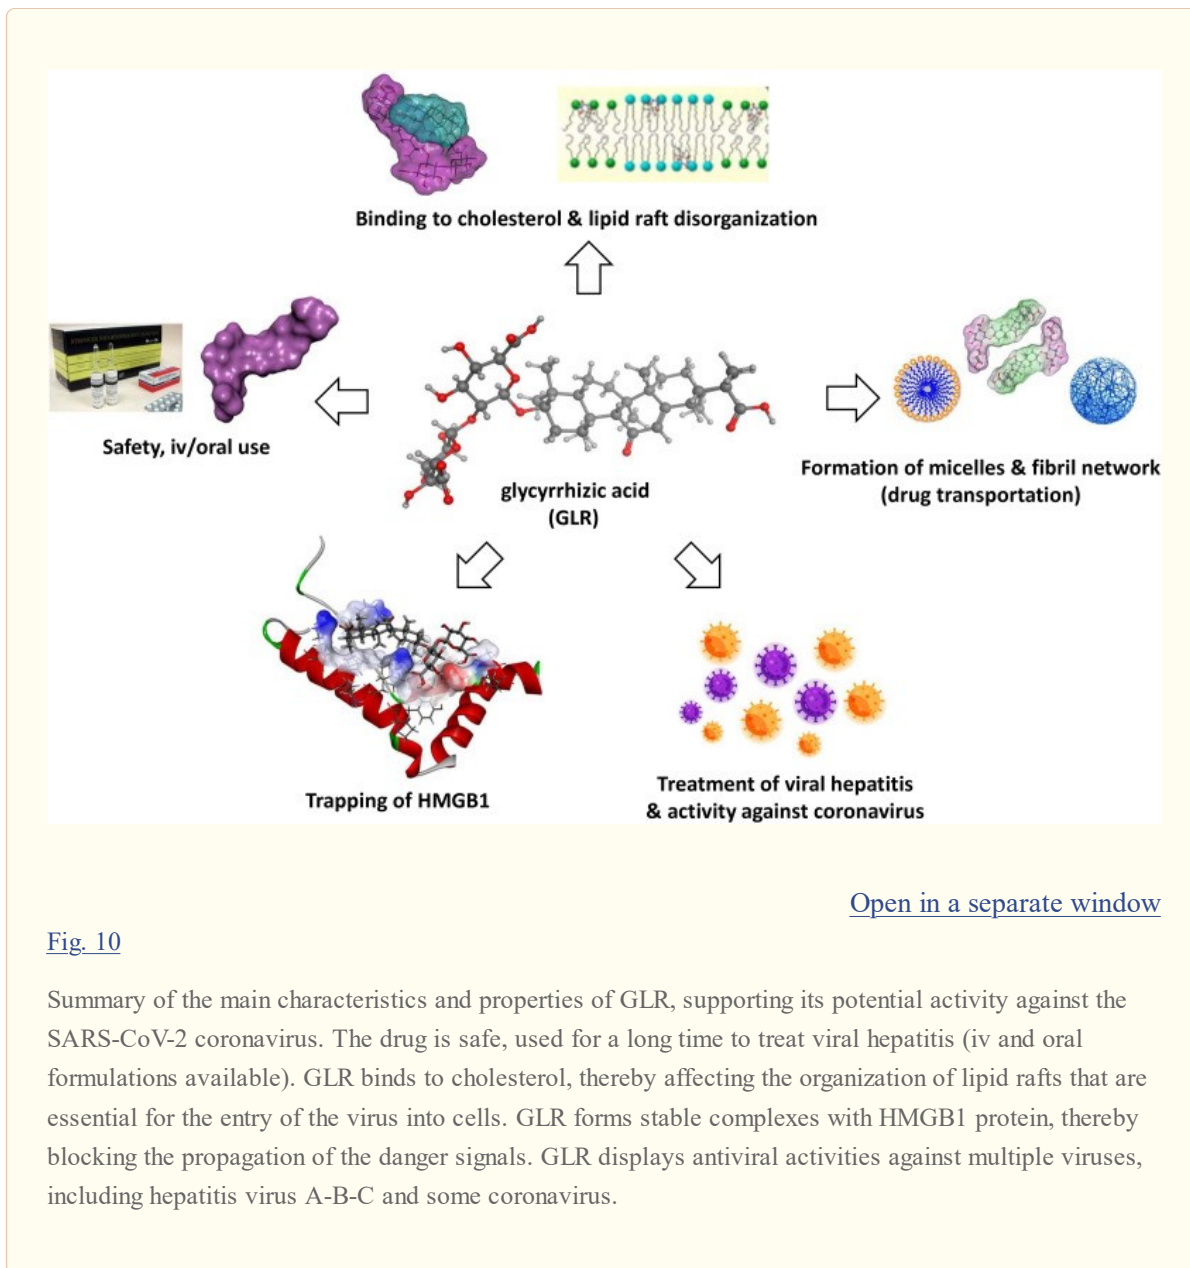 Binding to cholesterol & lipid raft disorganization
Safety, iv/oral use
glycyrrhizic acid
(GLR)
Formation of micelles & fibril network
(drug transportation)
Trapping of HMGB1
Treatment of viral hepatitis
& activity against coronavirus
Open in a separate window
Fig. 10
Summary of the main characteristics and properties of GLR, supporting its potential activity against the
SARS-CoV-2 coronavirus. The drug is safe, used for a long time to treat viral hepatitis (iv and oral
formulations available). GLR binds to cholesterol, thereby affecting the organization of lipid rafts that are
essential for the entry of the virus into cells. GLR forms stable complexes with HMGB1 protein, thereby
blocking the propagation of the danger signals. GLR displays antiviral activities against multiple viruses,
including hepatitis virus A-B-C and some coronavirus.